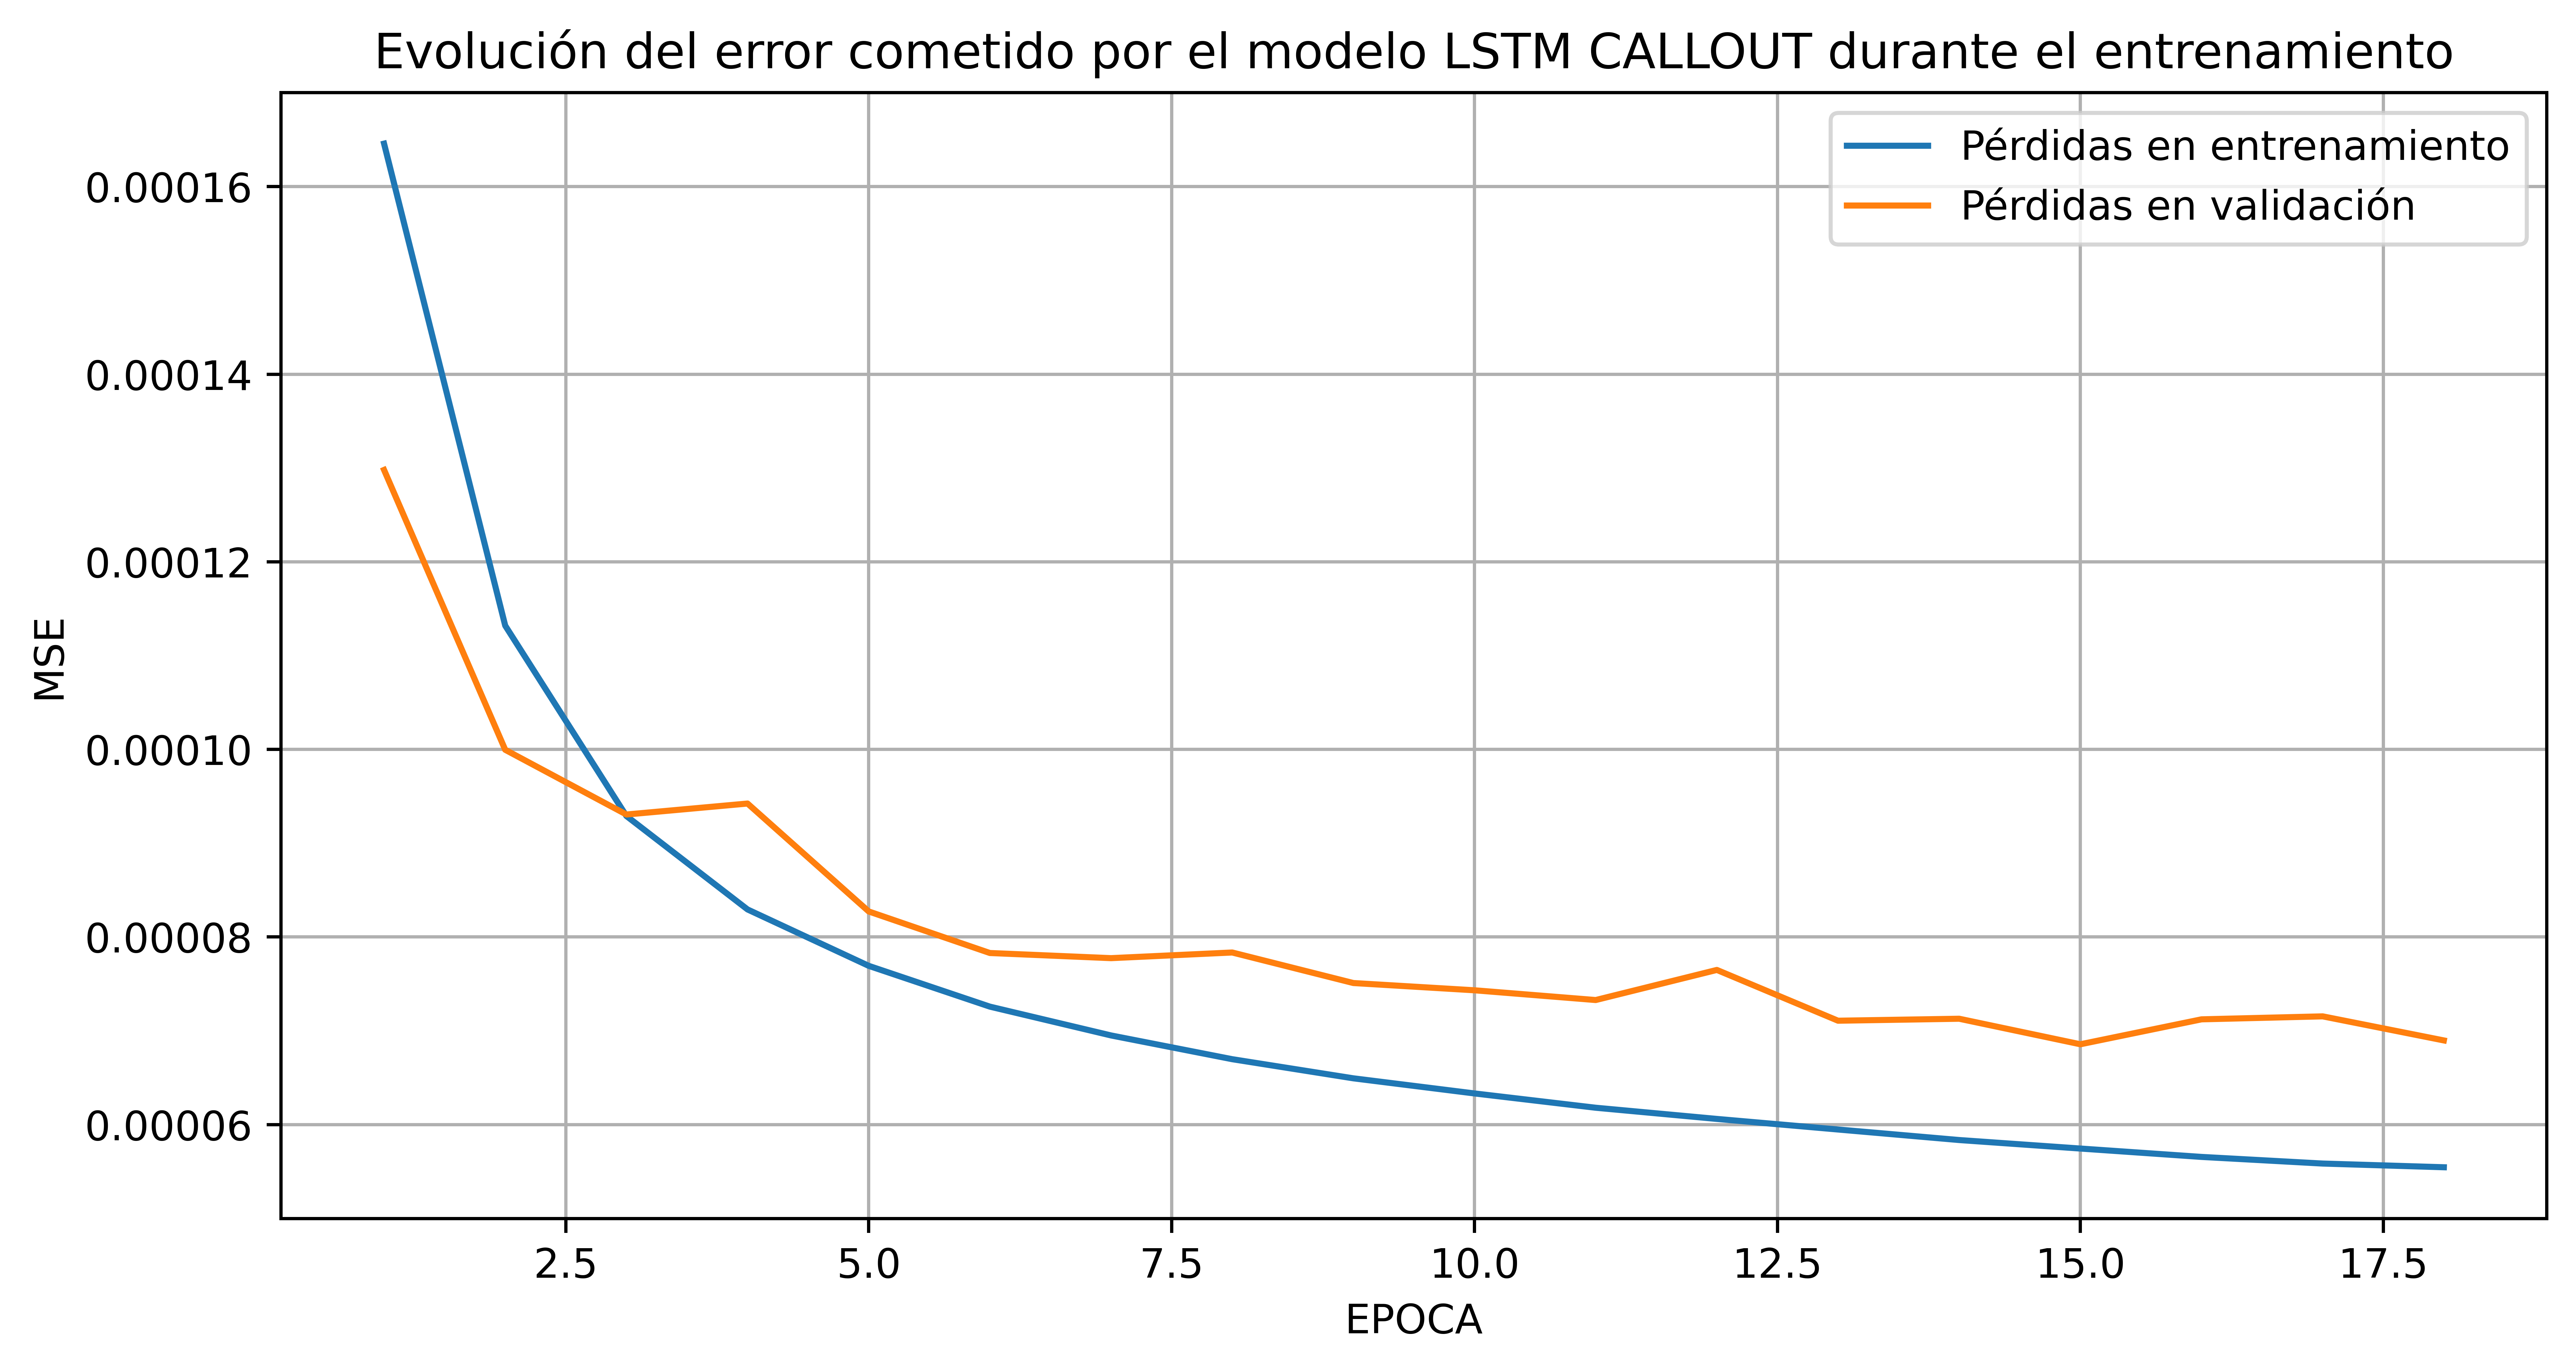 Evolución del error cometido por el modelo LSTM CALLOUT durante el entrenamiento
Pérdidas en entrenamiento
Pérdidas en validación
0.00016
0.00014
0.00012
0.00010
0.00008
0.00006
MSE
2.5 5.0 7.5 10.0 12.5 15.0 17.5
EPOCA